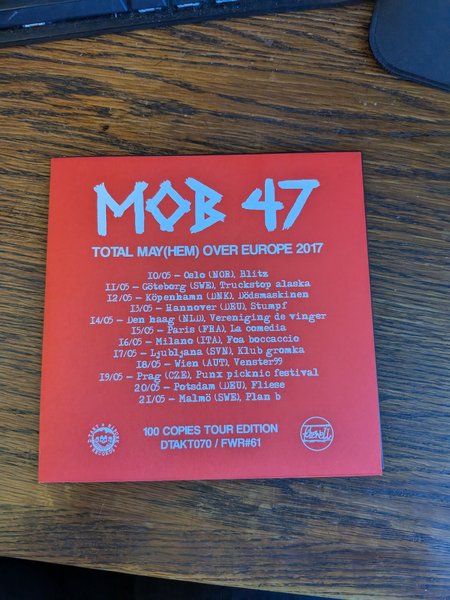 MOB 47
TOTAL MAY(HEM) OVER EUROPE 2017
10/05 – Oslo (NOR), Blitz
11/05 – Göteborg (SWE), Truckstop alaska
12/05 – Köpenhamn (DNK), Dödsmaskinen
13/05 – Hannover (DEU), Stumpf
14/05 – Den haag (NLD), Vereniging de vinger
15/05 – Paris (FRA), La comedia
16/05 – Milano (ITA), Foa boccaccio
17/05 – Ljubljana (SVN), Klub gromka
18/05 – Wien (AUT), Venster99
19/05 – Prag (CZE), Punx picknic festival
20/05 – Potsdam (DEU), Fliese
21/05 – Malmö (SWE), Plan b
100 COPIES TOUR EDITION
DTAKT070 / FWR#61